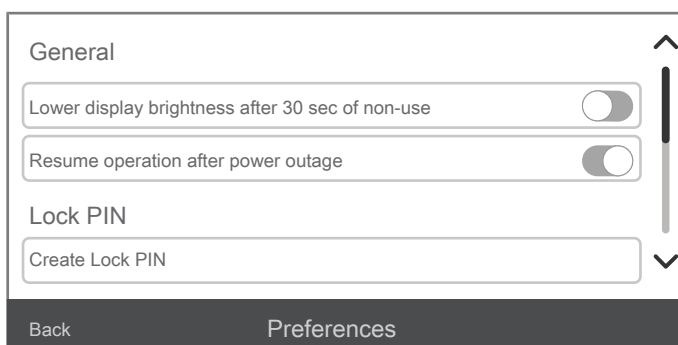 General
Lower display brightness after 30 sec of non-use
Resume operation after power outage
Lock PIN
Create Lock PIN
Back
Preferences